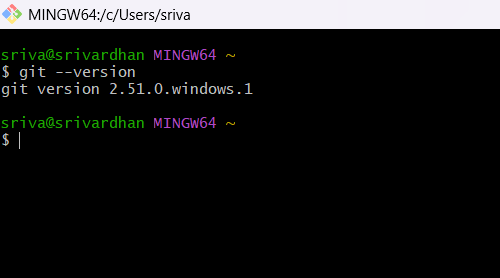 MINGW64:/c/Users/sriva
sriva@srivardhan MINGW64 ~
$ git --version
git version 2.51.0.windows.1
sriva@srivardhan MINGW64 ~
$